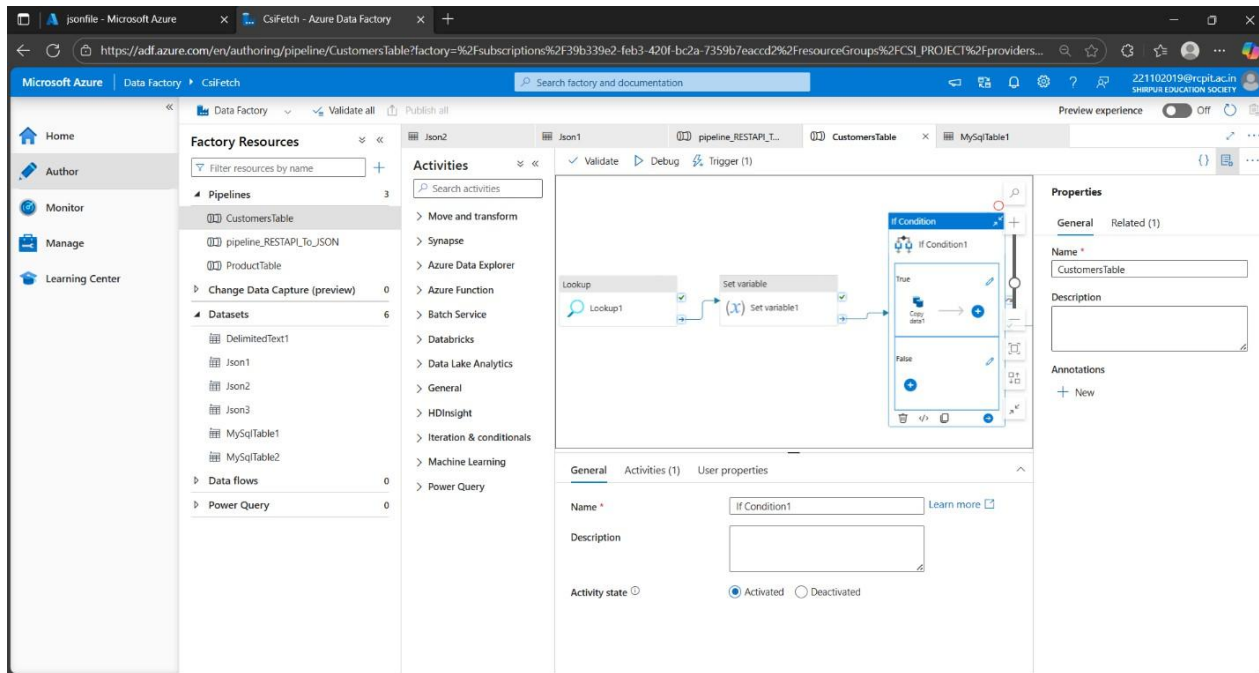 jsonfile - Microsoft Azure
CsiFetch - Azure Data Factory
https://adf.azure.com/en/authoring/pipeline/CustomersTable?factory=%2Fsubscriptions%2F39b339e2-feb3-420f-bc2a-7359b7eaccd2%2FresourceGroups%2FCSI_PROJECT%2Fproviders...
Microsoft Azure Data Factory CsiFetch
Search factory and documentation
221102019@rcpit.ac.in
SHIRPUR EDUCATION SOCIETY
Data Factory Validate all Publish all
Preview experience Off
Home
Author
Monitor
Manage
Learning Center
Factory Resources
Filter resources by name
Pipelines 3
CustomersTable
pipeline_RESTAPI_To_JSON
ProductTable
Change Data Capture (preview) 0
Datasets 6
DelimitedText1
Json1
Json2
Json3
MySqlTable1
MySqlTable2
Data flows 0
Power Query 0
Json2 Json1 pipeline_RESTAPI_T... CustomersTable MySqlTable1
Activities
Search activities
Move and transform
Synapse
Azure Data Explorer
Azure Function
Batch Service
Databricks
Data Lake Analytics
General
HDInsight
Iteration & conditionals
Machine Learning
Power Query
Validate Debug Trigger (1)
Lookup
Lookup1
Set variable
(x) Set variable1
If Condition
If Condition1
True
Copy
data1
False
General Activities (1) User properties
Name * If Condition1 Learn more
Description
Activity state Activated Deactivated
Properties
General Related (1)
Name *
CustomersTable
Description
Annotations
New